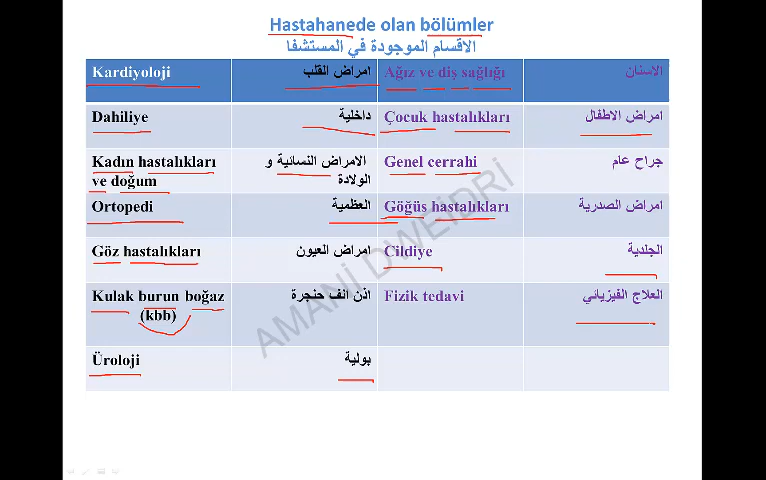 Hastahanede olan bölümler
الاقسام الموجودة في المستشفا
Kardiyoloji امراض القلب Ağız ve diş sağlığı الاسنان
Dahiliye داخلية Çocuk hastalıkları امراض الاطفال
Kadın hastalıkları الامراض النسائية و Genel cerrahi جراح عام
ve doğum الولادة
Ortopedi العظمية Göğüs hastalıkları امراض الصدرية
Göz hastalıkları امراض العيون Cildiye الجلدية
Kulak burun boğaz اذن انف حنجرة Fizik tedavi العلاج الفيزيائي
(kbb)
Üroloji بولية
AMANİ DWEİDRİ